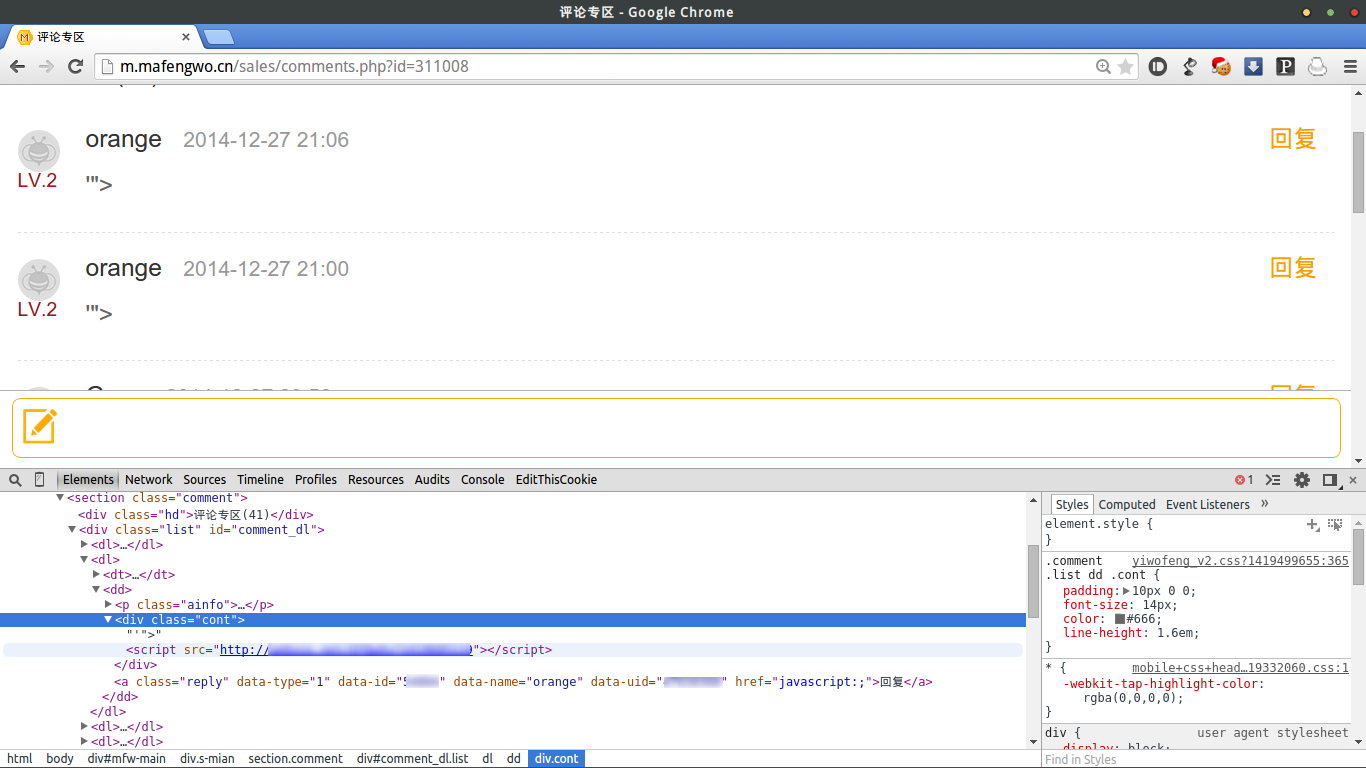 评论专区 - Google Chrome
评论专区
m.mafengwo.cn/sales/comments.php?id=311008
orange 2014-12-27 21:06 回复
LV.2
'">
orange 2014-12-27 21:00 回复
LV.2
'">
Elements Network Sources Timeline Profiles Resources Audits Console EditThisCookie 1
<section class="comment">
<div class="hd">评论专区(41)</div>
<div class="list" id="comment_dl">
<dl>…</dl>
<dl>
<dt>…</dt>
<dd>
<p class="ainfo">…</p>
<div class="cont">
"'">"
<script src="http://"></script>
</div>
<a class="reply" data-type="1" data-id="" data-name="orange" data-uid="" href="javascript:;">回复</a>
</dd>
</dl>
<dl>…</dl>
<dl>…</dl>
html body div#mfw-main div.s-mian section.comment div#comment_dl.list dl dd div.cont
Styles Computed Event Listeners »
element.style {
}
.comment yiwofeng_v2.css?1419499655:365
.list dd .cont {
padding: 10px 0 0;
font-size: 14px;
color: #666;
line-height: 1.6em;
}
* { mobile+css+head…19332060.css:1
-webkit-tap-highlight-color:
rgba(0,0,0,0);
}
div { user agent stylesheet
display: block;
Find in Styles